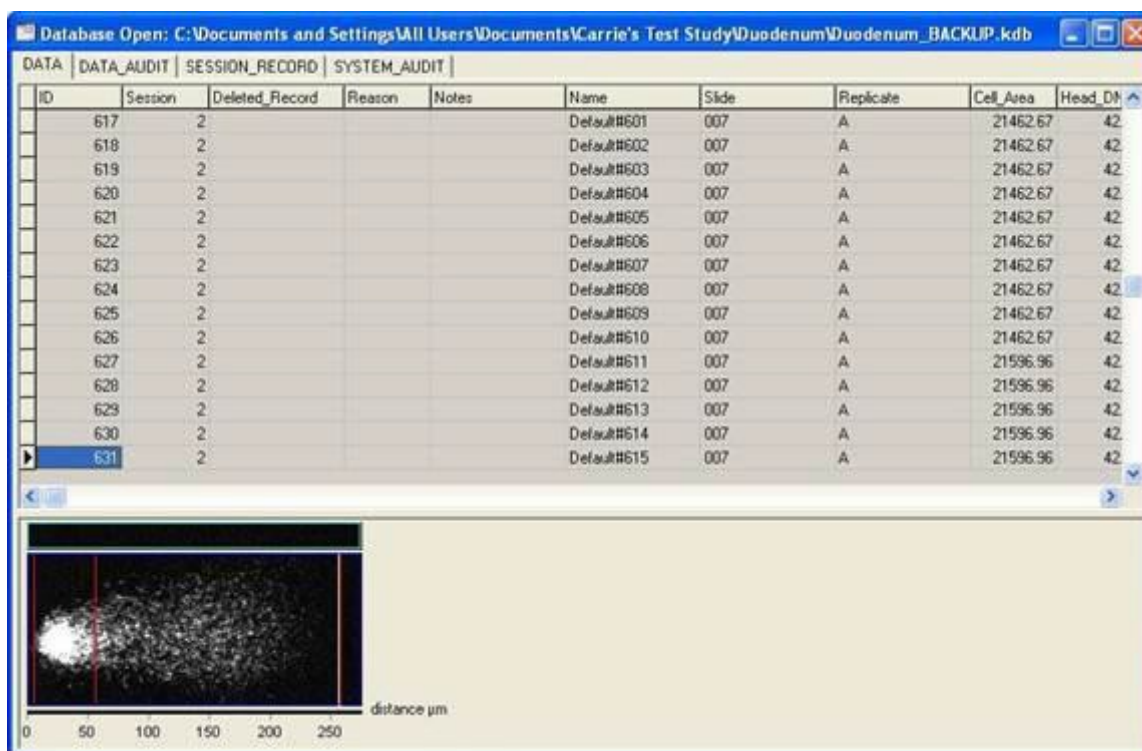 Database Open: C:\Documents and Settings\All Users\Documents\Carrie's Test Study\Duodenum\Duodenum_BACKUP.kdb
DATA DATA_AUDIT SESSION_RECORD SYSTEM_AUDIT
ID Session Deleted_Record Reason Notes Name Slide Replicate Cell_Area Head_DN
617 2 Default#601 007 A 21462.67 42.
618 2 Default#602 007 A 21462.67 42.
619 2 Default#603 007 A 21462.67 42.
620 2 Default#604 007 A 21462.67 42.
621 2 Default#605 007 A 21462.67 42.
622 2 Default#606 007 A 21462.67 42.
623 2 Default#607 007 A 21462.67 42.
624 2 Default#608 007 A 21462.67 42.
625 2 Default#609 007 A 21462.67 42.
626 2 Default#610 007 A 21462.67 42.
627 2 Default#611 007 A 21596.96 42.
628 2 Default#612 007 A 21596.96 42.
629 2 Default#613 007 A 21596.96 42.
630 2 Default#614 007 A 21596.96 42.
631 2 Default#615 007 A 21596.96 42.
distance µm
0 50 100 150 200 250